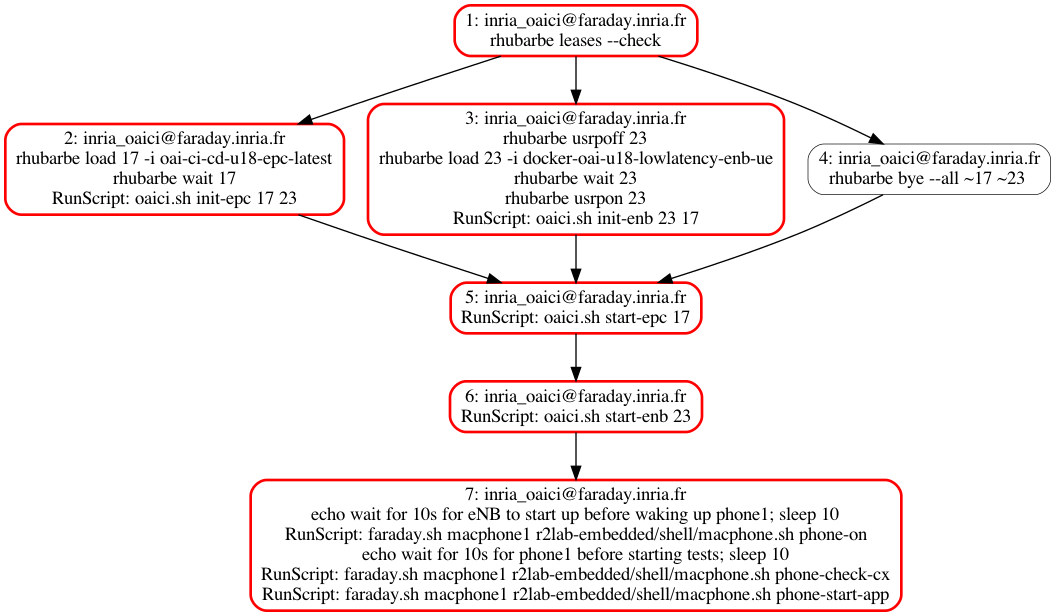 1: inria_oaici@faraday.inria.fr
rhubarbe leases --check
2: inria_oaici@faraday.inria.fr
rhubarbe load 17 -i oai-ci-cd-u18-epc-latest
rhubarbe wait 17
RunScript: oaici.sh init-epc 17 23
3: inria_oaici@faraday.inria.fr
rhubarbe usrpoff 23
rhubarbe load 23 -i docker-oai-u18-lowlatency-enb-ue
rhubarbe wait 23
rhubarbe usrpon 23
RunScript: oaici.sh init-enb 23 17
4: inria_oaici@faraday.inria.fr
rhubarbe bye --all ~17 ~23
5: inria_oaici@faraday.inria.fr
RunScript: oaici.sh start-epc 17
6: inria_oaici@faraday.inria.fr
RunScript: oaici.sh start-enb 23
7: inria_oaici@faraday.inria.fr
echo wait for 10s for eNB to start up before waking up phone1; sleep 10
RunScript: faraday.sh macphone1 r2lab-embedded/shell/macphone.sh phone-on
echo wait for 10s for phone1 before starting tests; sleep 10
RunScript: faraday.sh macphone1 r2lab-embedded/shell/macphone.sh phone-check-cx
RunScript: faraday.sh macphone1 r2lab-embedded/shell/macphone.sh phone-start-app